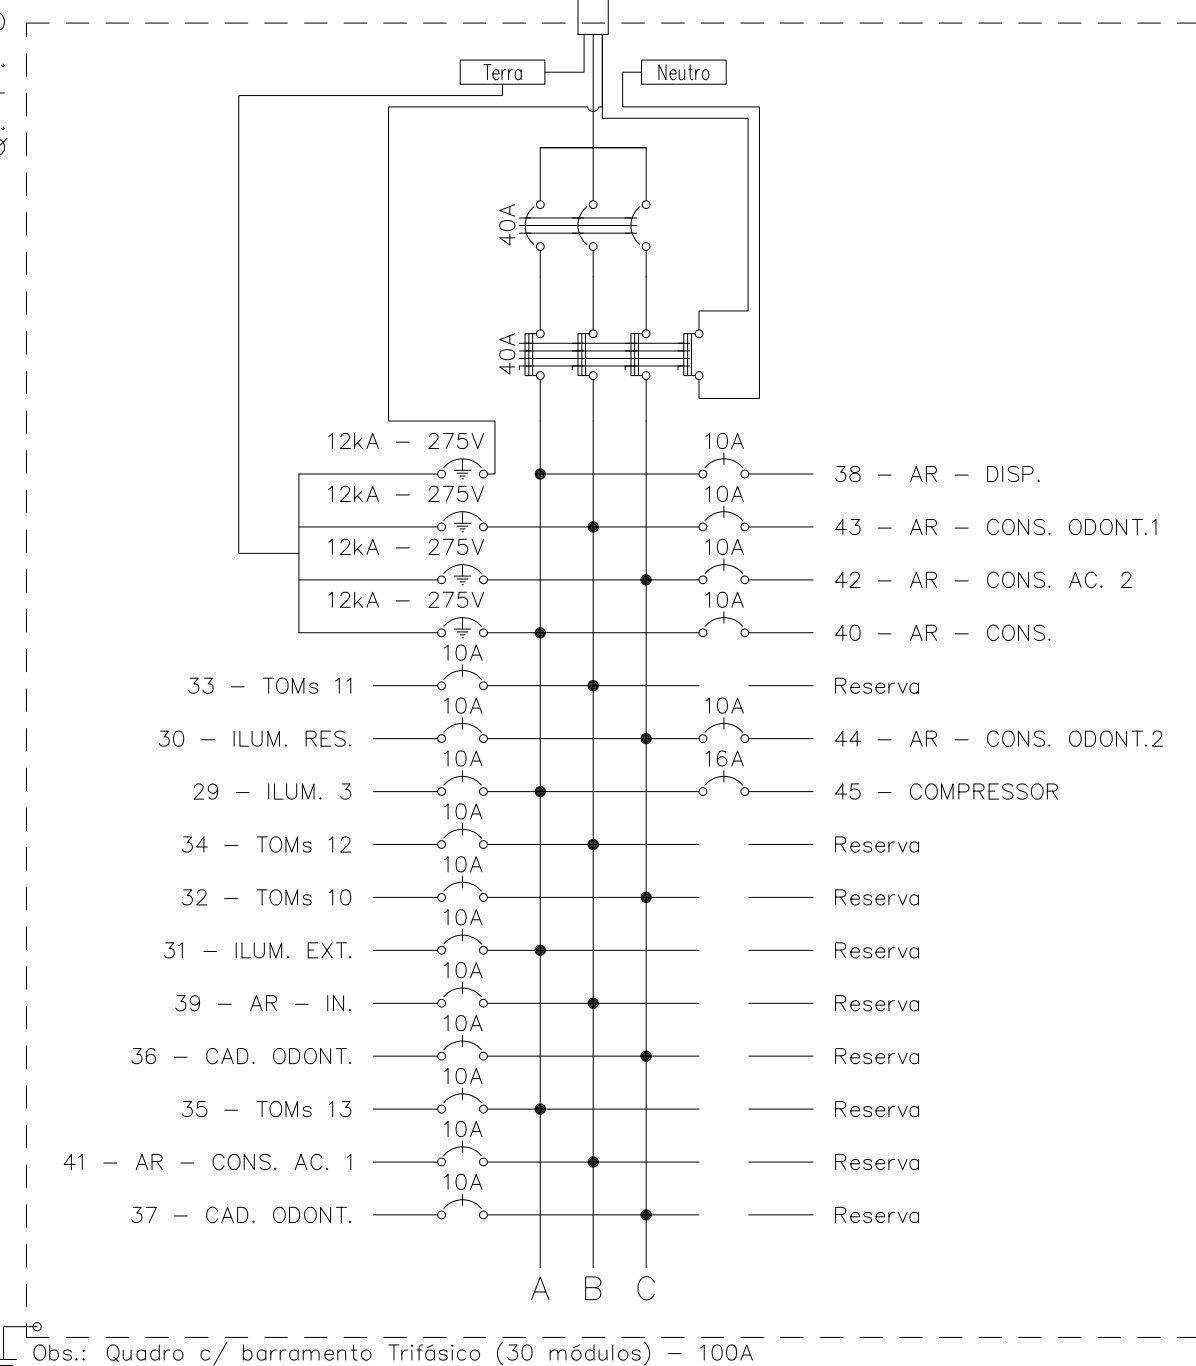 Terra
Neutro
40A
40A
12kA - 275V
10A
38 - AR - DISP.
12kA - 275V
10A
43 - AR - CONS. ODONT.1
12kA - 275V
10A
42 - AR - CONS. AC. 2
12kA - 275V
10A
40 - AR - CONS.
10A
33 - TOMs 11
Reserva
10A
10A
30 - ILUM. RES.
44 - AR - CONS. ODONT.2
10A
16A
29 - ILUM. 3
45 - COMPRESSOR
10A
34 - TOMs 12
Reserva
10A
32 - TOMs 10
Reserva
10A
31 - ILUM. EXT.
Reserva
10A
39 - AR - IN.
Reserva
10A
36 - CAD. ODONT.
Reserva
10A
35 - TOMs 13
Reserva
10A
41 - AR - CONS. AC. 1
Reserva
10A
37 - CAD. ODONT.
Reserva
A B C
Obs.: Quadro c/ barramento Trifásico (30 módulos) - 100A